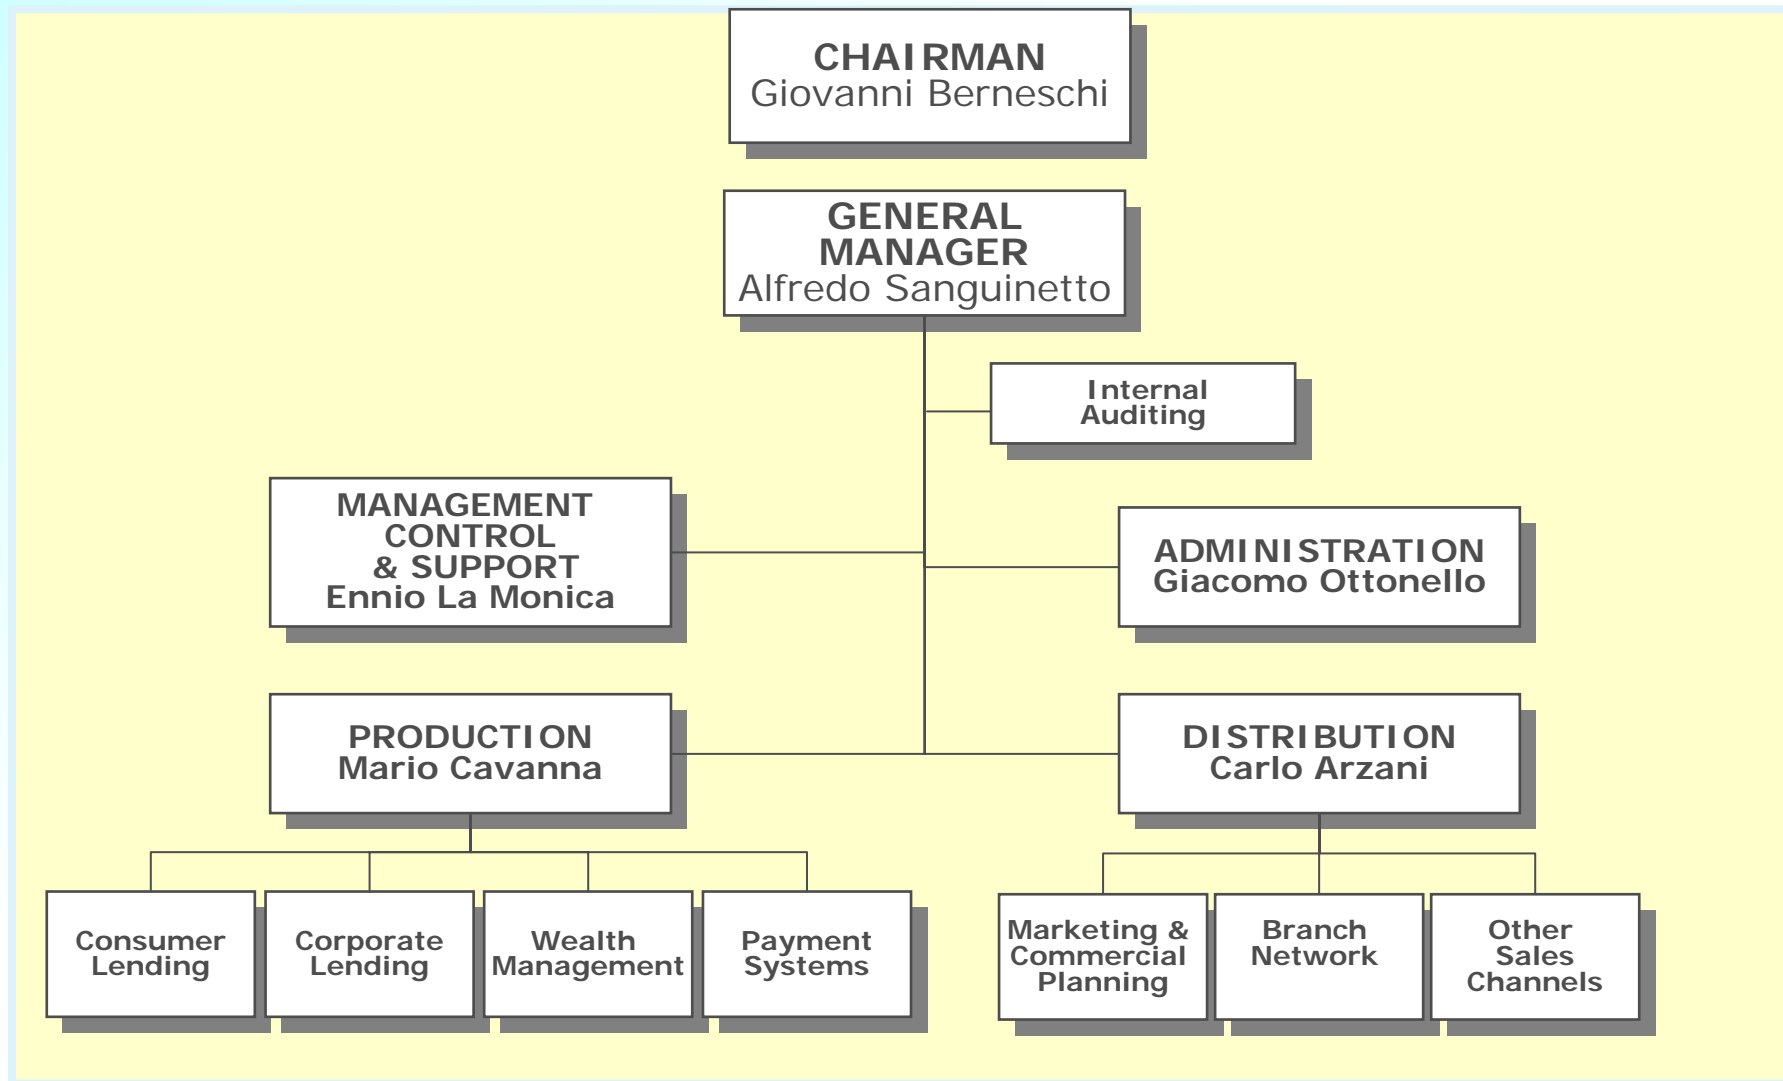 CHAIRMAN
Giovanni Berneschi
GENERAL
MANAGER
Alfredo Sanguinetto
Internal
Auditing
MANAGEMENT
CONTROL
& SUPPORT
Ennio La Monica
ADMINISTRATION
Giacomo Ottonello
PRODUCTION
Mario Cavanna
DISTRIBUTION
Carlo Arzani
Consumer
Lending
Corporate
Lending
Wealth
Management
Payment
Systems
Marketing &
Commercial
Planning
Branch
Network
Other
Sales
Channels